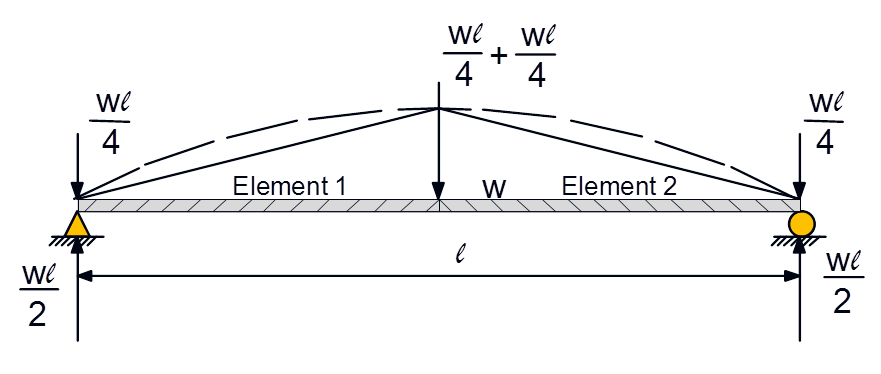 wℓ/4 + wℓ/4
wℓ/4
wℓ/4
Element 1
w
Element 2
ℓ
wℓ/2
wℓ/2